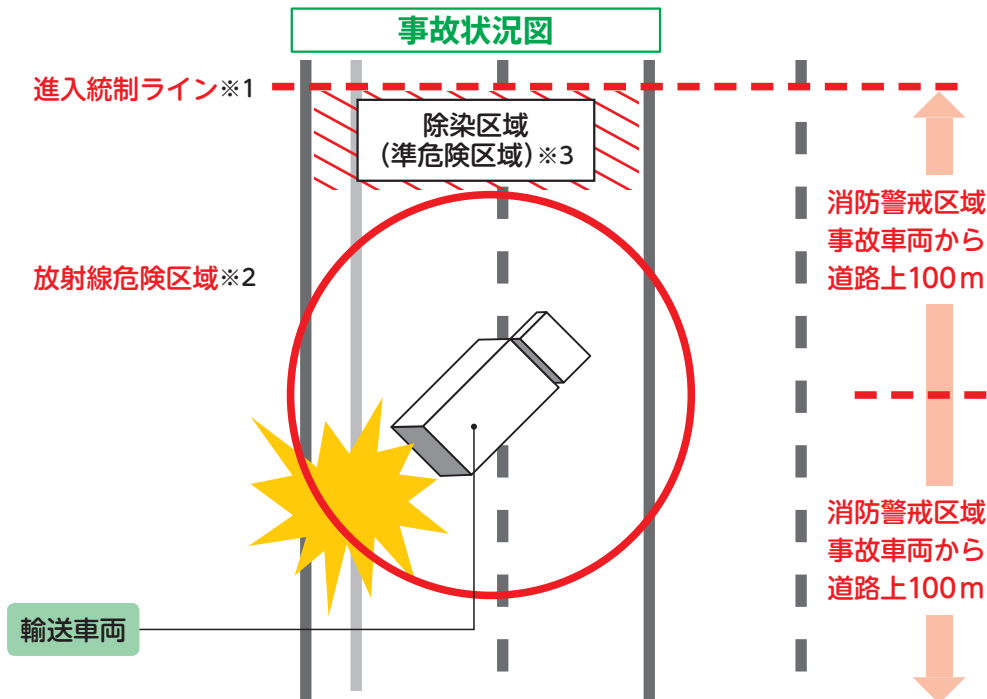 事故状況図
進入統制ライン※1
除染区域
(準危険区域)※3
消防警戒区域
事故車両から
道路上100m
放射線危険区域※2
消防警戒区域
事故車両から
道路上100m
輸送車両